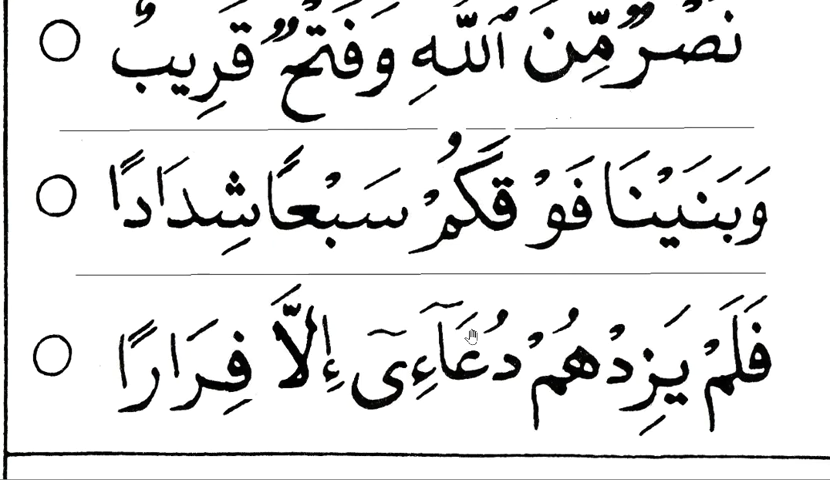 نَصْرٌ مِّنَ ٱللَّهِ وَفَتْحٌ قَرِيبٌ
وَبَنَيْنَا فَوْقَكُمْ سَبْعًا شِدَادًا
فَلَمْ يَزِدْهُمْ دُعَآءِىٓ إِلَّا فِرَارًا